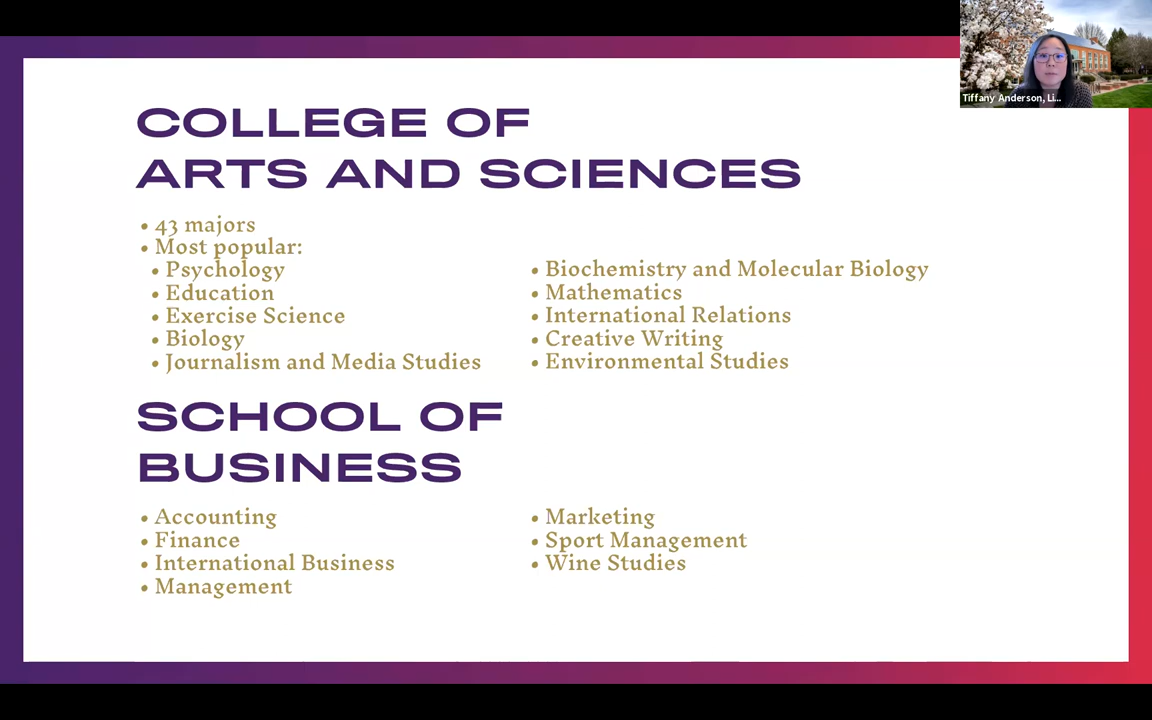 Tiffany Anderson, Li...
COLLEGE OF
ARTS AND SCIENCES
• 43 majors
• Most popular:
• Psychology
• Education
• Exercise Science
• Biology
• Journalism and Media Studies
• Biochemistry and Molecular Biology
• Mathematics
• International Relations
• Creative Writing
• Environmental Studies
SCHOOL OF
BUSINESS
• Accounting
• Finance
• International Business
• Management
• Marketing
• Sport Management
• Wine Studies